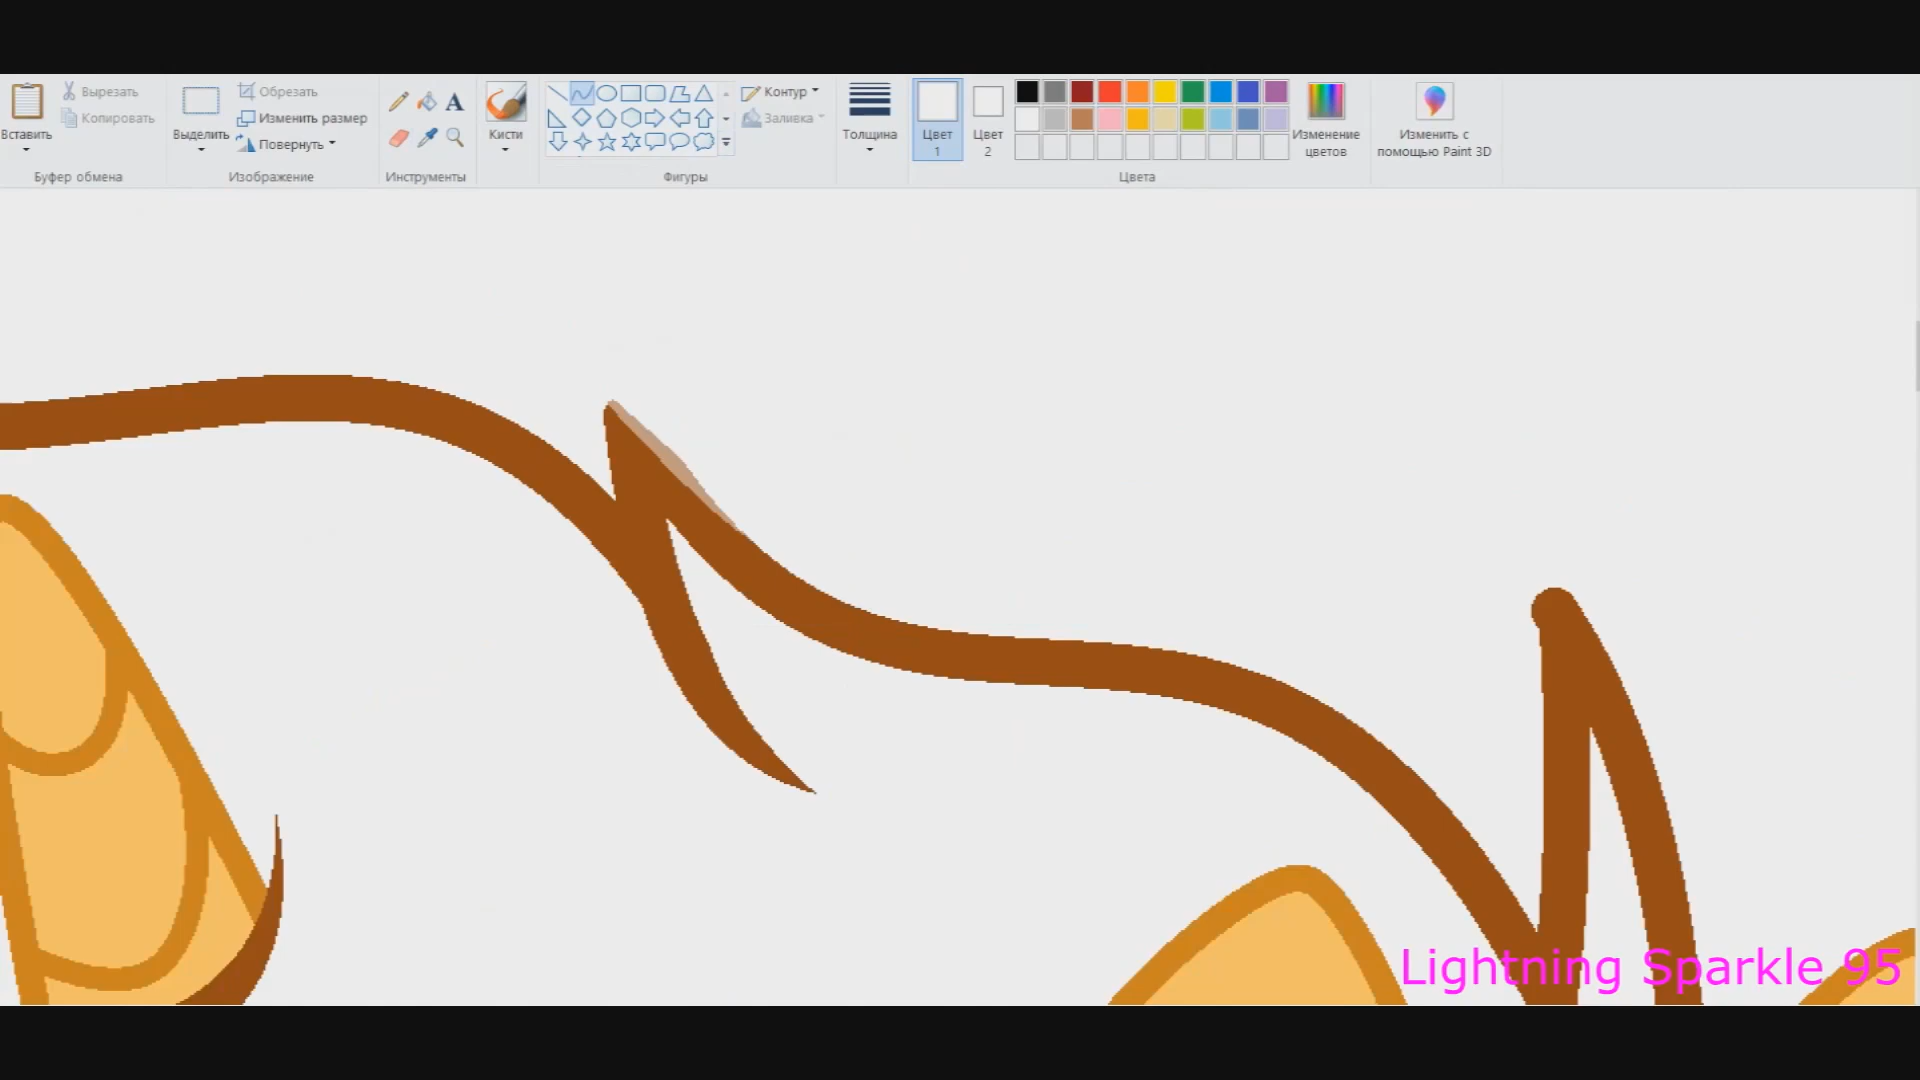 Вставить
Вырезать
Копировать
Буфер обмена
Выделить
Обрезать
Изменить размер
Повернуть
Изображение
A
Инструменты
Кисти
Контур
Заливка
Фигуры
Толщина
Цвет
1
Цвет
2
Изменение
цветов
Цвета
Изменить с
помощью Paint 3D
Lightning Sparkle 95